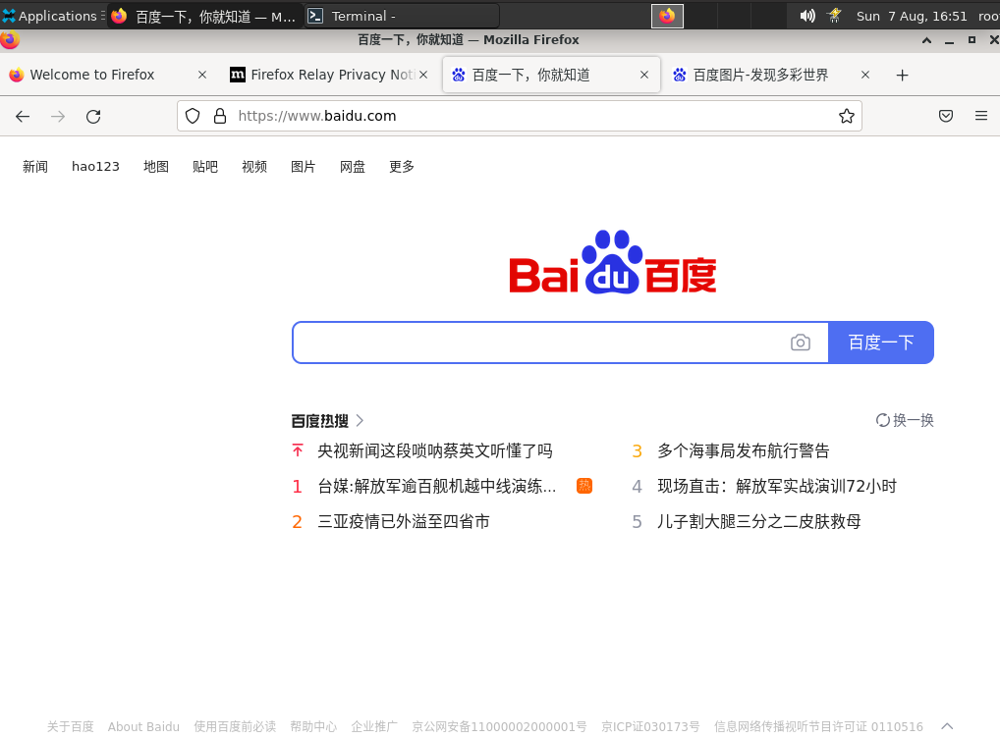 Applications 百度一下，你就知道 — M... Terminal - Sun 7 Aug, 16:51 roo
百度一下，你就知道 — Mozilla Firefox
Welcome to Firefox Firefox Relay Privacy Noti 百度一下，你就知道 百度图片-发现多彩世界
https://www.baidu.com
新闻 hao123 地图 贴吧 视频 图片 网盘 更多
Bai du 百度
百度一下
百度热搜 换一换
央视新闻这段唢呐蔡英文听懂了吗 3 多个海事局发布航行警告
1 台媒:解放军逾百舰机越中线演练... 热 4 现场直击：解放军实战演训72小时
2 三亚疫情已外溢至四省市 5 儿子割大腿三分之二皮肤救母
关于百度 About Baidu 使用百度前必读 帮助中心 企业推广 京公网安备11000002000001号 京ICP证030173号 信息网络传播视听节目许可证 0110516